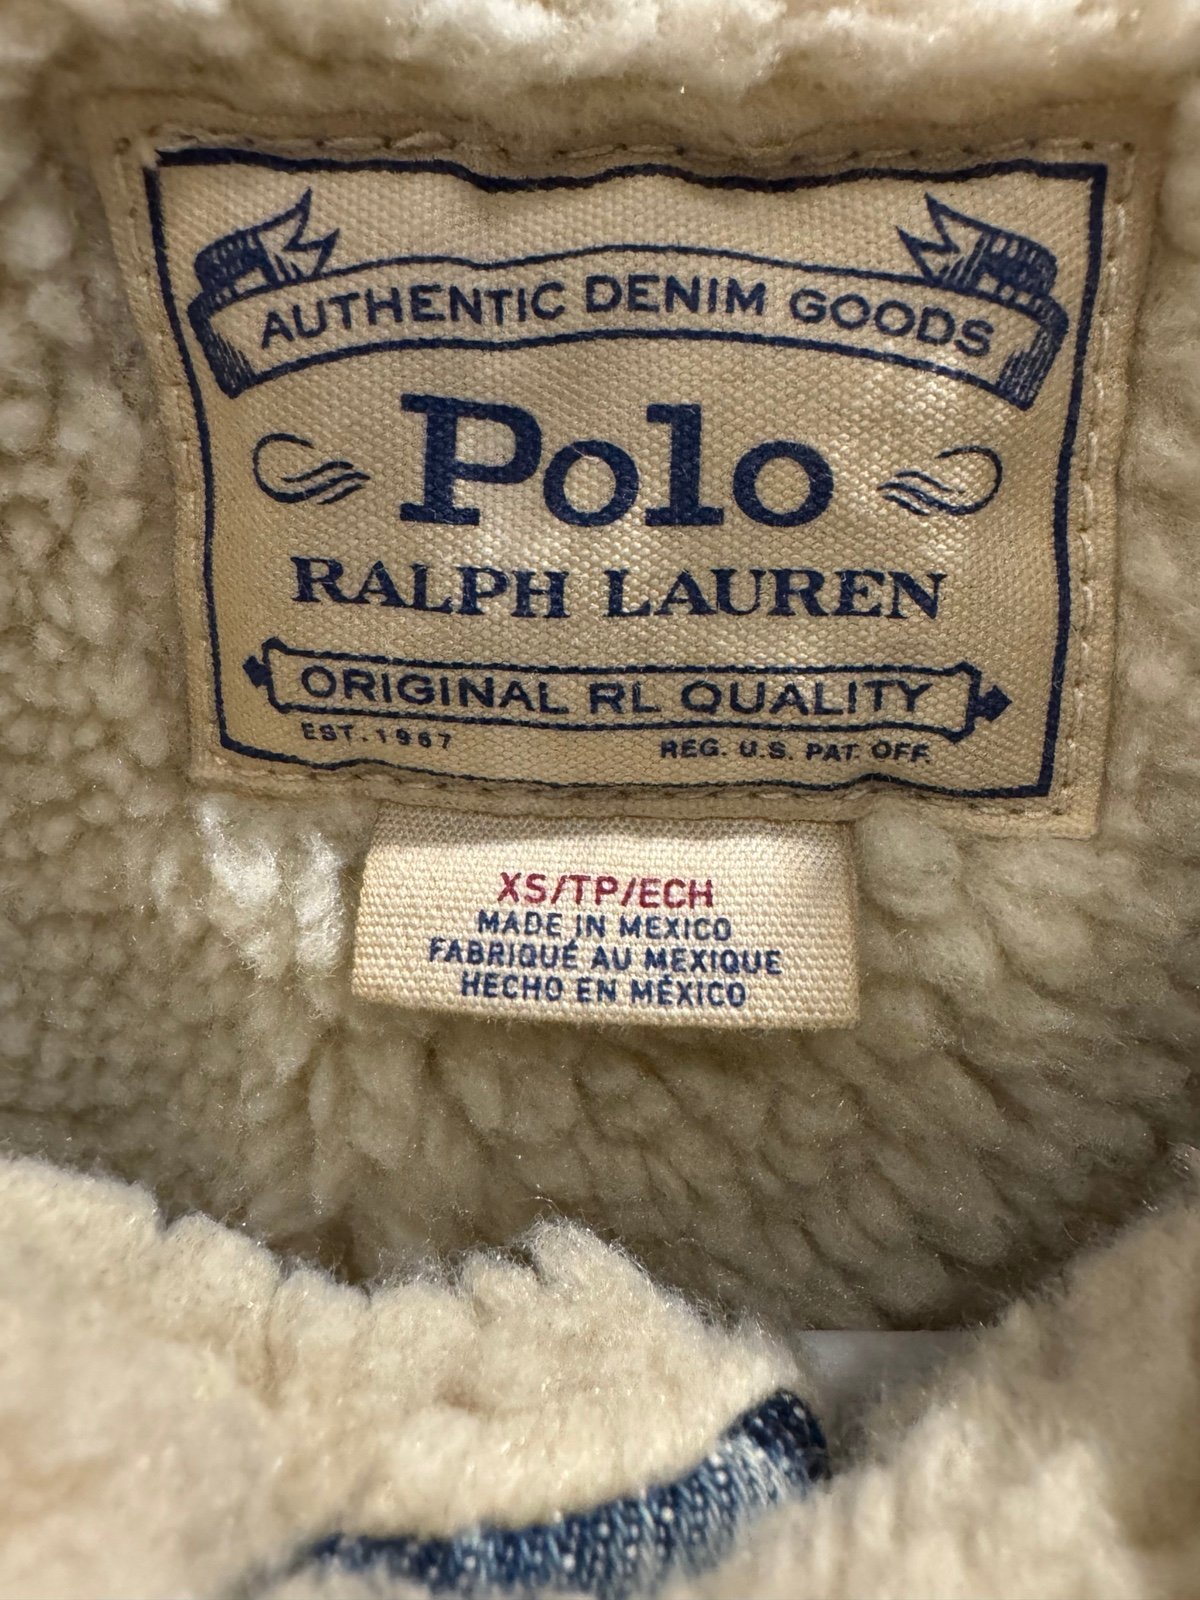 AUTHENTIC DENIM GOODS
Polo
RALPH LAUREN
ORIGINAL RL QUALITY
EST. 1967 REG. U.S. PAT. OFF.
XS/TP/ECH
MADE IN MEXICO
FABRIQUÉ AU MEXIQUE
HECHO EN MÉXICO